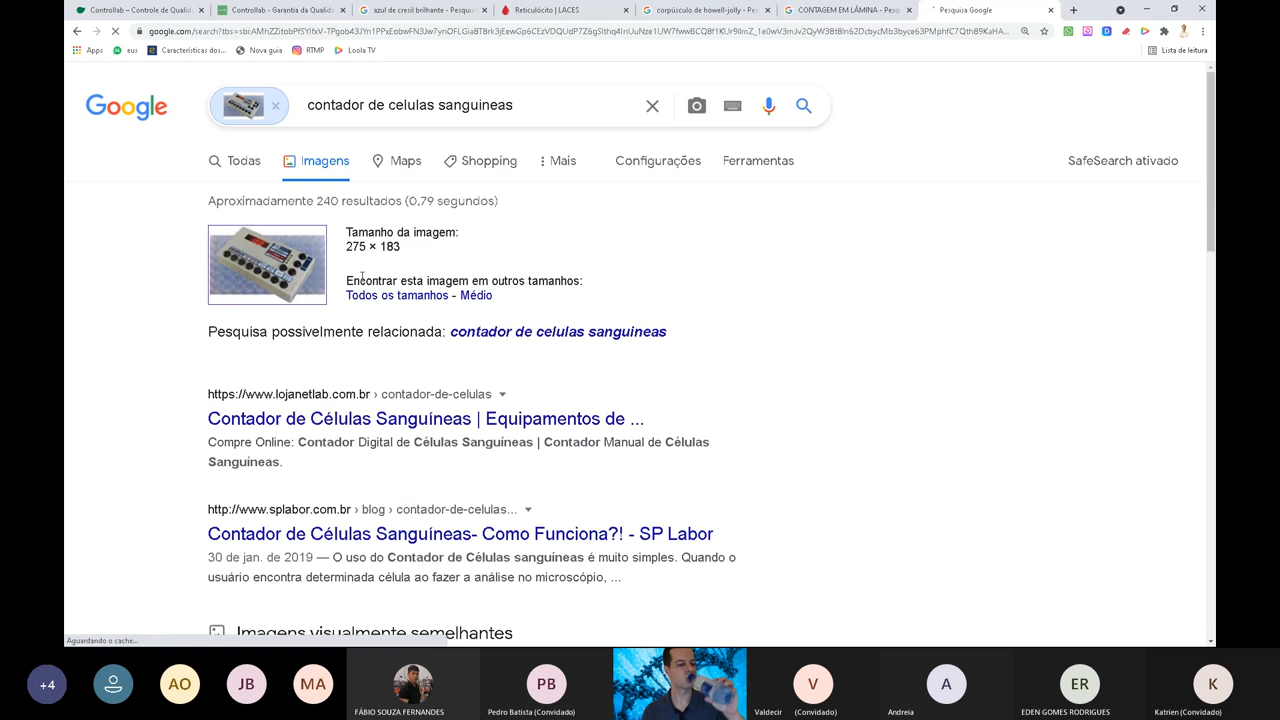 Controllab – Controle de Qualida
Controllab - Garantia da Qualida
azul de cresil brilhante - Pesquis
Reticulócito | LACES
corpúsculo de howell-jolly - Pesqu
CONTAGEM EM LÂMINA - Pesqu
Pesquisa Google
Apps
eus
Características dos...
Nova guia
RTMP
Loola TV
Lista de leitura
Google
contador de celulas sanguineas
Todas
Imagens
Maps
Shopping
Mais
Configurações
Ferramentas
SafeSearch ativado
Aproximadamente 240 resultados (0,79 segundos)
Tamanho da imagem:
275 × 183
Encontrar esta imagem em outros tamanhos:
Todos os tamanhos - Médio
Pesquisa possivelmente relacionada: contador de celulas sanguineas
https://www.lojanetlab.com.br › contador-de-celulas
Contador de Células Sanguíneas | Equipamentos de ...
Compre Online: Contador Digital de Células Sanguíneas | Contador Manual de Células
Sanguíneas.
http://www.splabor.com.br › blog › contador-de-celulas...
Contador de Células Sanguíneas- Como Funciona?! - SP Labor
30 de jan. de 2019 — O uso do Contador de Células sanguíneas é muito simples. Quando o
usuário encontra determinada célula ao fazer a análise no microscópio, ...
Imagens visualmente semelhantes
Aguardando o cache...
+4
AO
JB
MA
PB
V
A
ER
K
FÁBIO SOUZA FERNANDES
Pedro Batista (Convidado)
Valdecir
(Convidado)
Andreia
EDEN GOMES RODRIGUES
Katrien (Convidado)